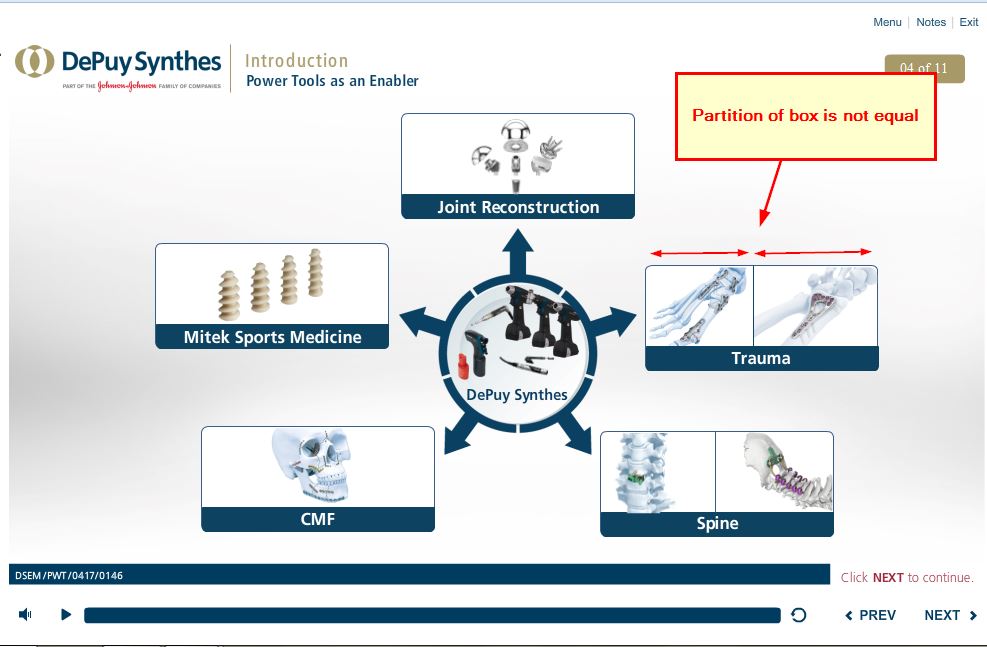 Menu | Notes | Exit
DePuy Synthes
PART OF THE Johnson & Johnson FAMILY OF COMPANIES
Introduction
Power Tools as an Enabler
04 of 11
Partition of box is not equal
Joint Reconstruction
Mitek Sports Medicine
Trauma
DePuy Synthes
CMF
Spine
DSEM/PWT/0417/0146
Click NEXT to continue.
PREV
NEXT